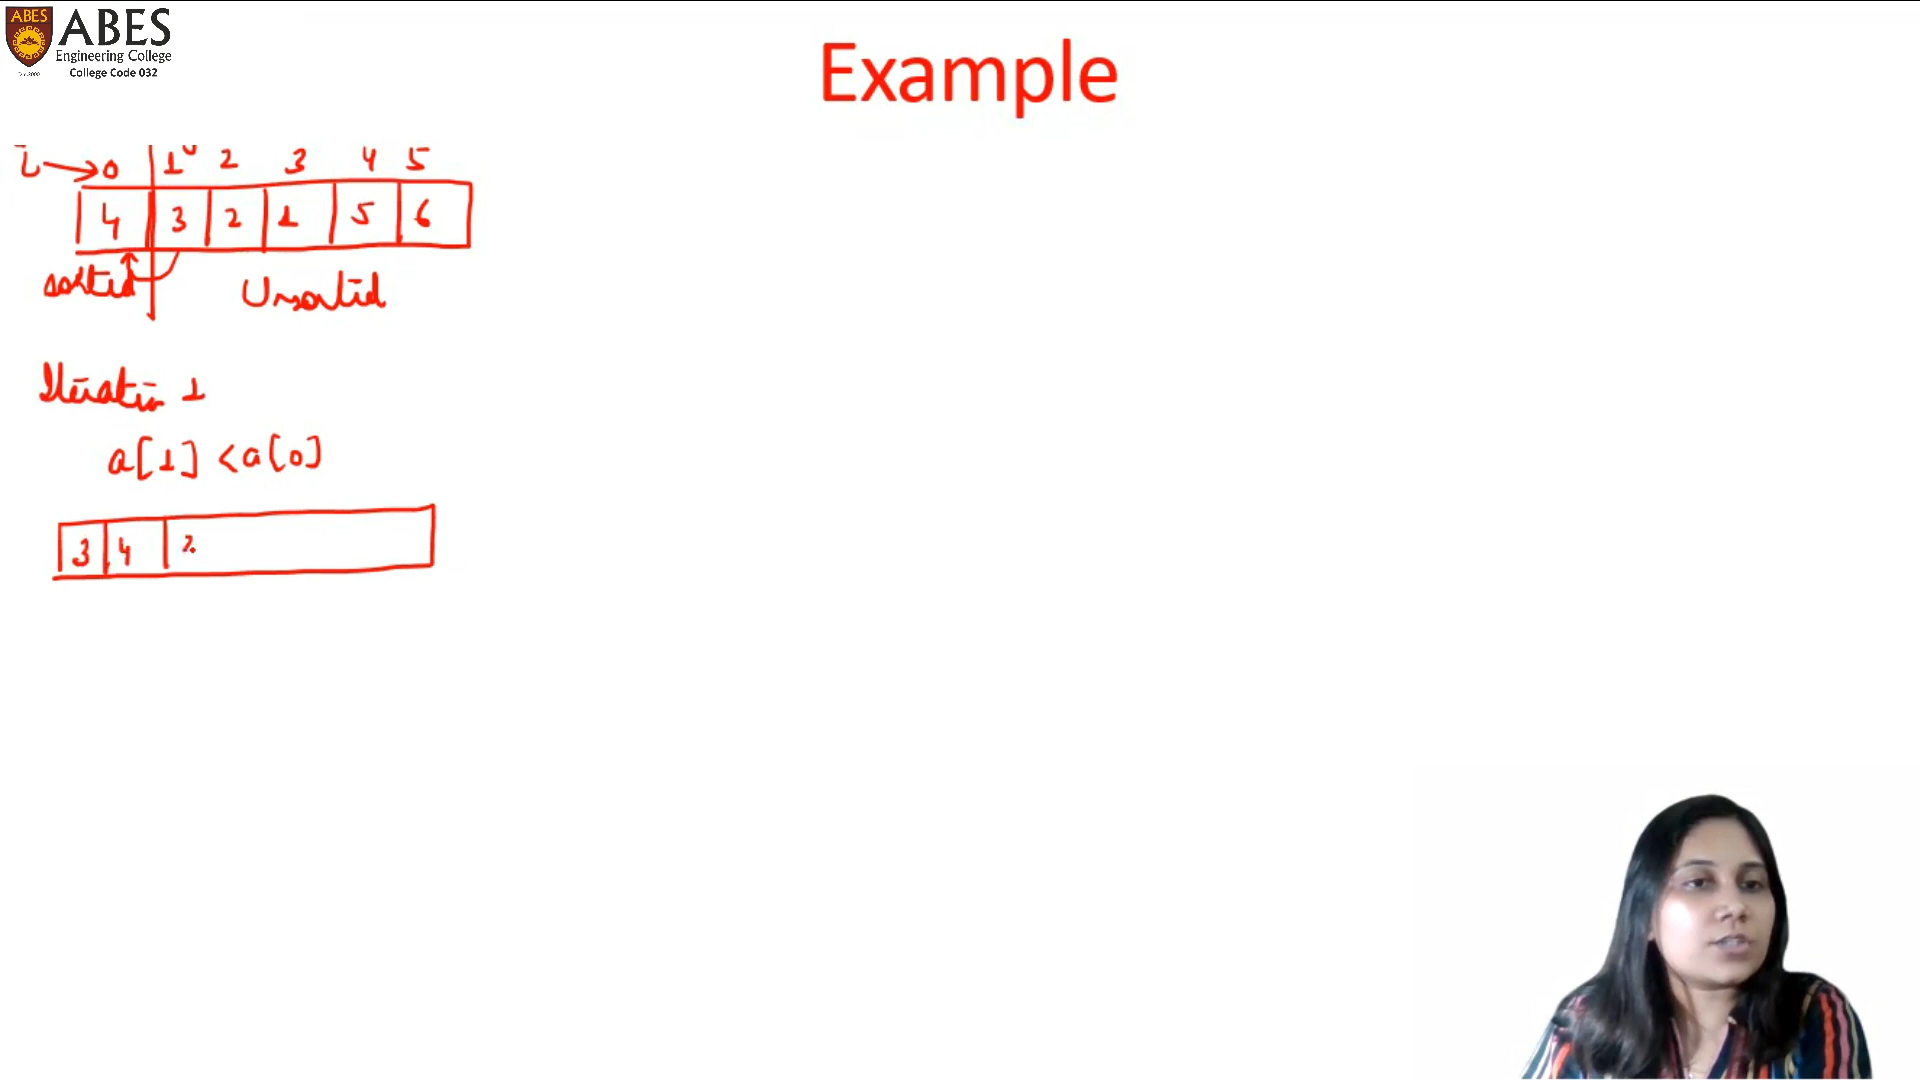 ABES
ABES
Engineering College
College Code 032
Example
i → 0 1 2 3 4 5
4 3 2 1 5 6
sorted Unsorted
Iteration 1
a[1] < a[0]
3 4 2